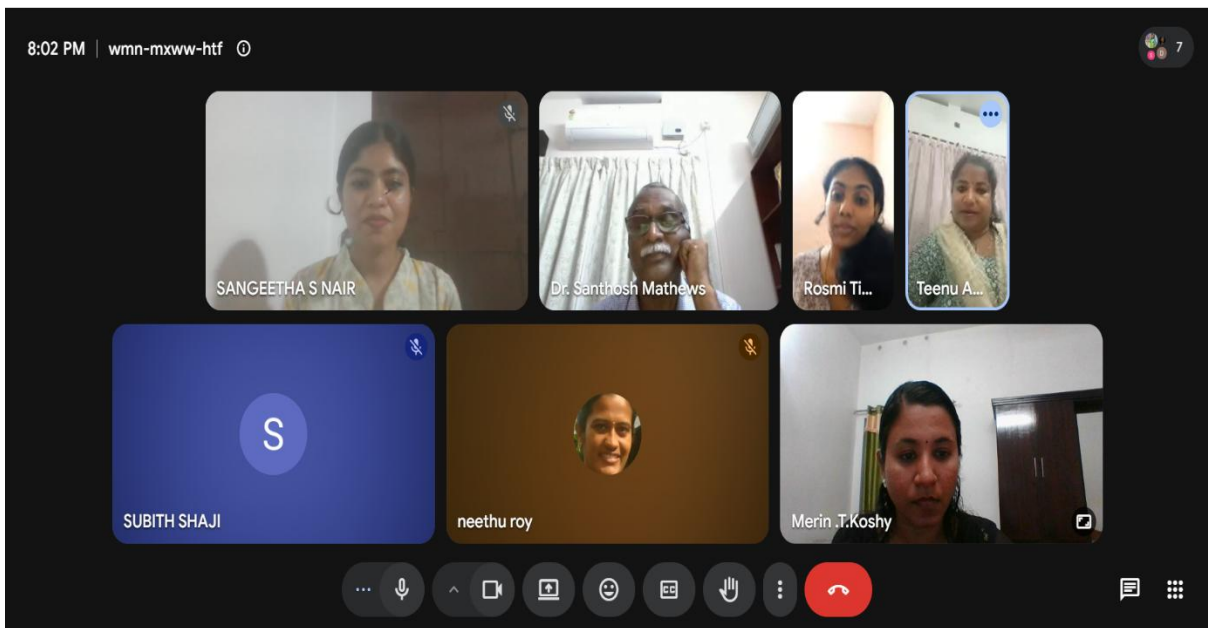 8:02 PM | wmn-mxww-htf
7
SANGEETHA S NAIR
Dr. Santhosh Mathews
Rosmi Ti...
Teenu A...
S
SUBITH SHAJI
neethu roy
Merin .T.Koshy
CC